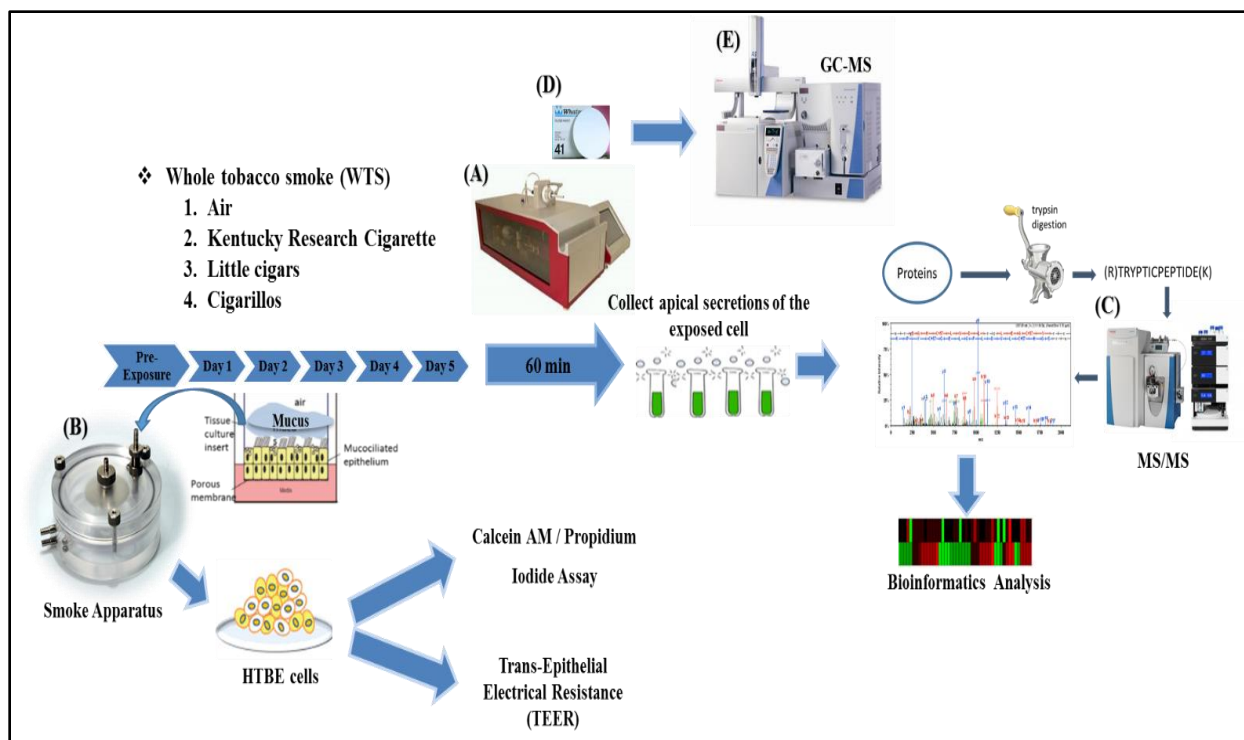 (E)
GC-MS
(D)
41
(A)
❖ Whole tobacco smoke (WTS)
1. Air
2. Kentucky Research Cigarette
3. Little cigars
4. Cigarillos
trypsin
digestion
Proteins
(R)TRYPTICPEPTIDE(K)
(C)
MS/MS
Collect apical secretions of the
exposed cell
Pre-
Exposure
Day 1
Day 2
Day 3
Day 4
Day 5
60 min
air
Mucus
Tissue
culture
insert
Mucociliated
epithelium
Porous
membrane
(B)
Smoke Apparatus
HTBE cells
Calcein AM / Propidium
Iodide Assay
Trans-Epithelial
Electrical Resistance
(TEER)
Bioinformatics Analysis